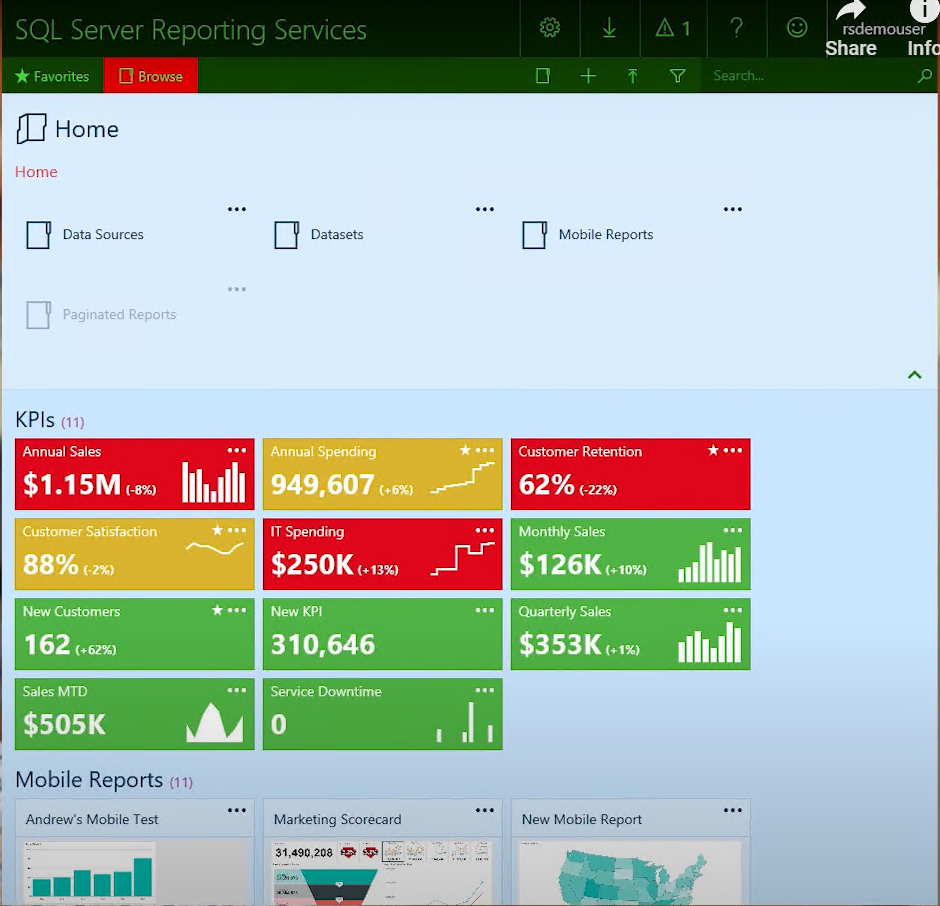 SQL Server Reporting Services
1
?
rsdemouser
Share
Info
Favorites
Browse
Search...
Home
Home
Data Sources
Datasets
Mobile Reports
Paginated Reports
KPIs (11)
Annual Sales
$1.15M (-8%)
Annual Spending
949,607 (+6%)
Customer Retention
62% (-22%)
Customer Satisfaction
88% (-2%)
IT Spending
$250K (+13%)
Monthly Sales
$126K (+10%)
New Customers
162 (+62%)
New KPI
310,646
Quarterly Sales
$353K (+1%)
Sales MTD
$505K
Service Downtime
0
Mobile Reports (11)
Andrew's Mobile Test
Marketing Scorecard
New Mobile Report
31,490,208